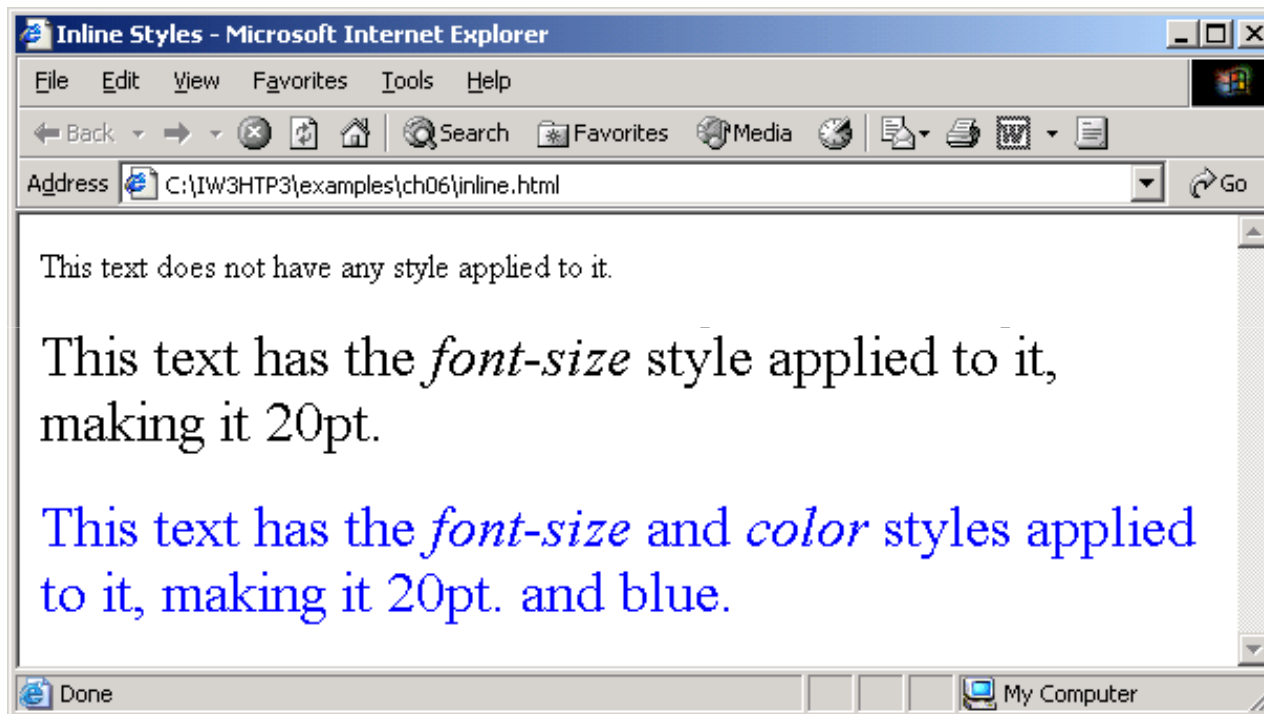 Inline Styles - Microsoft Internet Explorer
File Edit View Favorites Tools Help
Back Search Favorites Media W
Address C:\IW3HTP3\examples\ch06\inline.html Go
This text does not have any style applied to it.
This text has the font-size style applied to it,
making it 20pt.
This text has the font-size and color styles applied
to it, making it 20pt. and blue.
Done My Computer